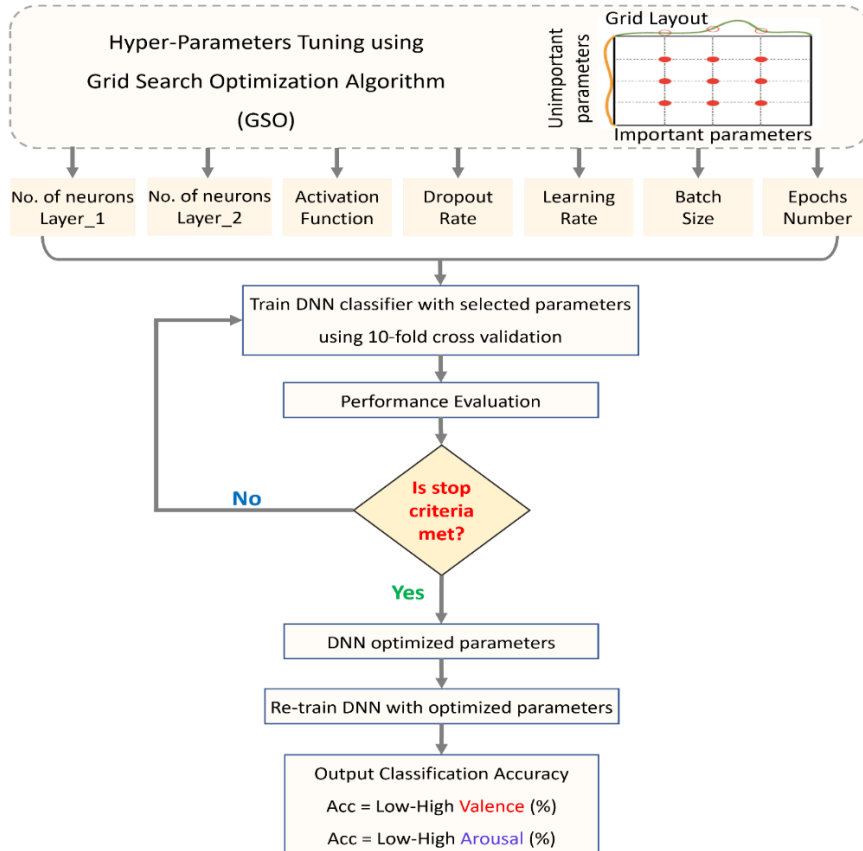 Hyper-Parameters Tuning using
Grid Search Optimization Algorithm
(GSO)
Grid Layout
Unimportant
parameters
Important parameters
No. of neurons
Layer_1
No. of neurons
Layer_2
Activation
Function
Dropout
Rate
Learning
Rate
Batch
Size
Epochs
Number
Train DNN classifier with selected parameters
using 10-fold cross validation
Performance Evaluation
Is stop
criteria
met?
No
Yes
DNN optimized parameters
Re-train DNN with optimized parameters
Output Classification Accuracy
Acc = Low-High Valence (%)
Acc = Low-High Arousal (%)